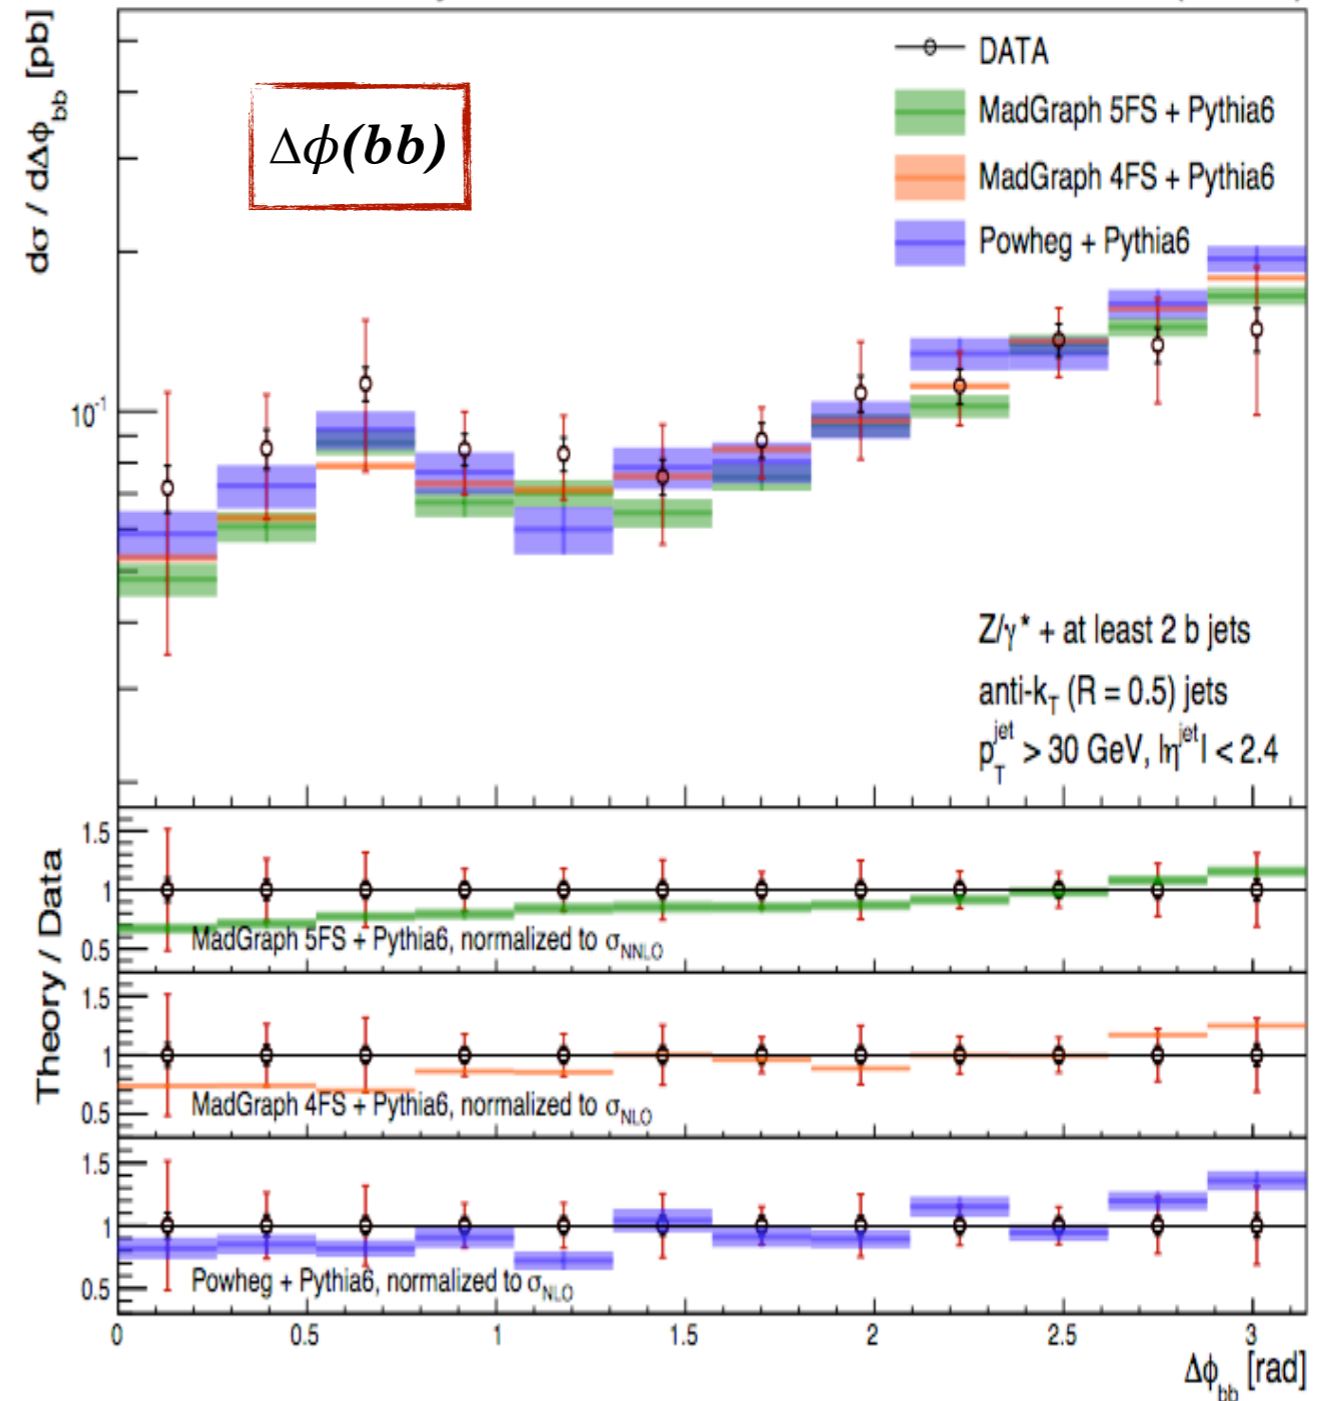 dσ / dΔϕbb [pb]
Δϕ(bb)
DATA
MadGraph 5FS + Pythia6
MadGraph 4FS + Pythia6
Powheg + Pythia6
10-1
Z/γ* + at least 2 b jets
anti-kT (R = 0.5) jets
pTjet > 30 GeV, |ηjet| < 2.4
Theory / Data
1.5
1
0.5
MadGraph 5FS + Pythia6, normalized to σNNLO
1.5
1
0.5
MadGraph 4FS + Pythia6, normalized to σNLO
1.5
1
0.5
Powheg + Pythia6, normalized to σNLO
0 0.5 1 1.5 2 2.5 3
Δϕbb [rad]